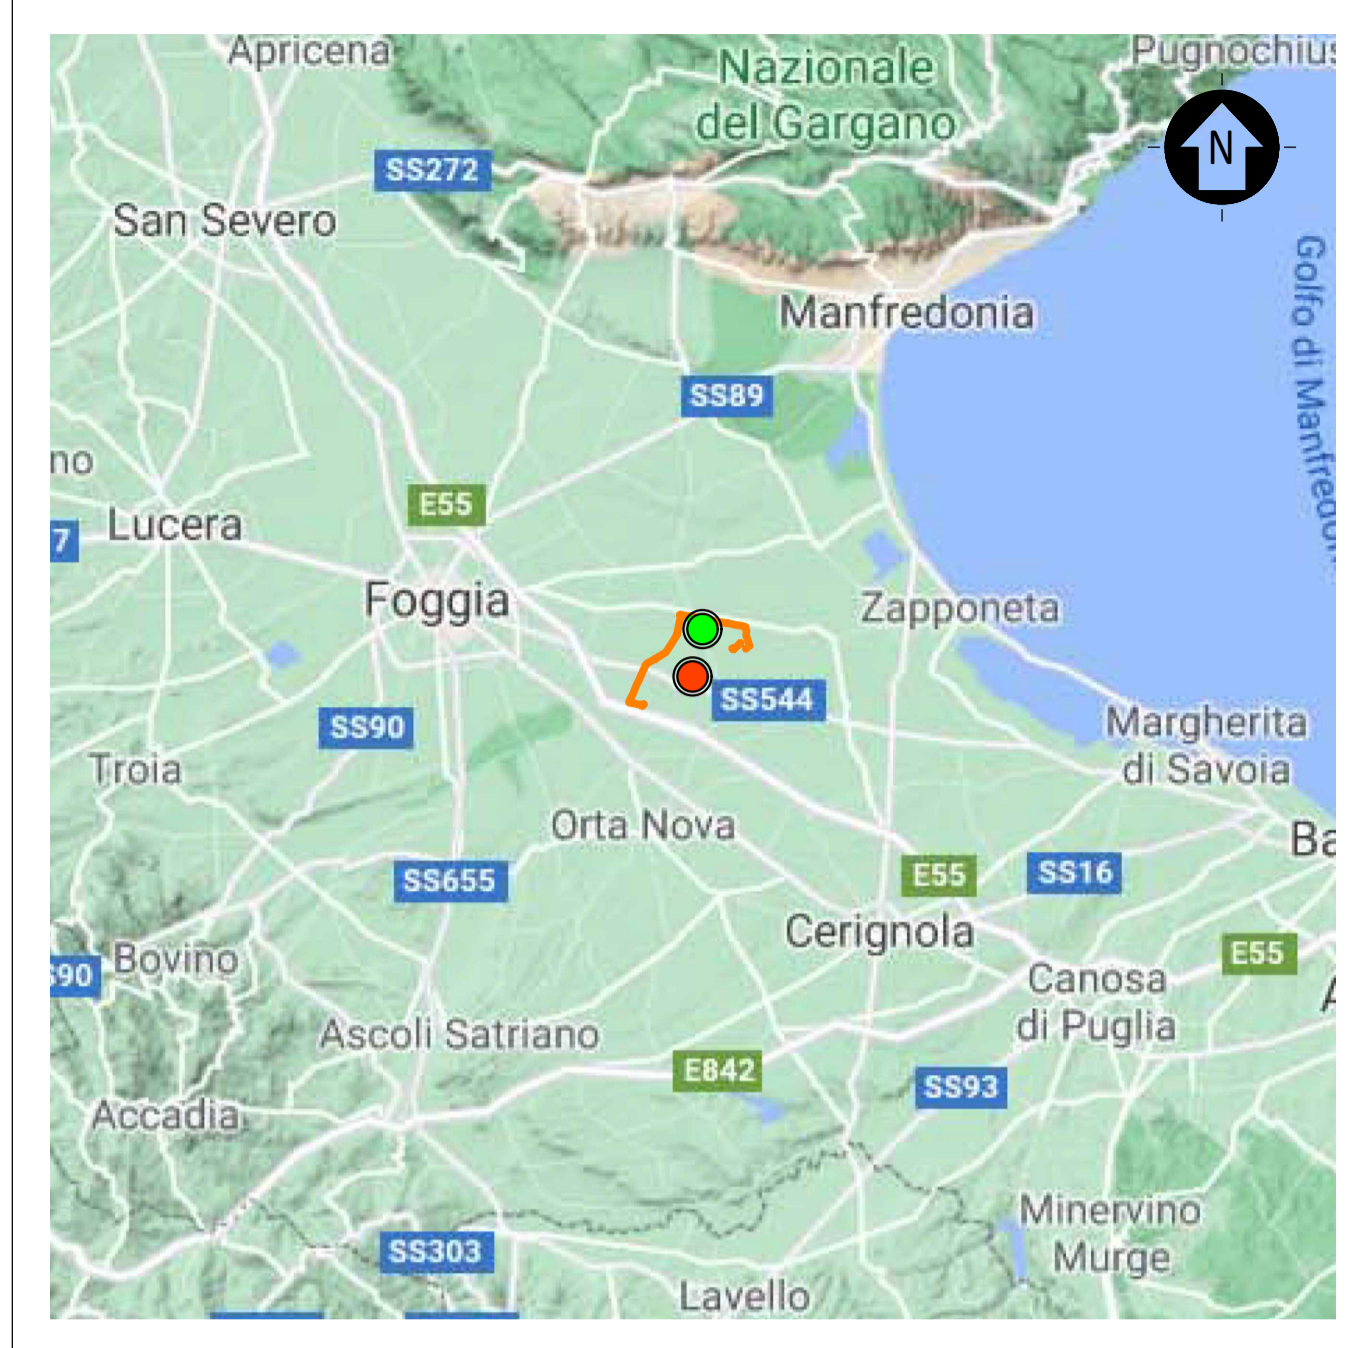 Apricena
Nazionale
del Gargano
Pugnochius
N
SS272
San Severo
Golfo di Manfredon
Manfredonia
SS89
no
E55
7
Lucera
Foggia
Zapponeta
SS544
SS90
Margherita
di Savoia
Troia
Orta Nova
Ba
SS655
E55
SS16
Cerignola
E55
S90
Bovino
Canosa
di Puglia
A
Ascoli Satriano
E842
SS93
Accadia
Minervino
Murge
SS303
Lavello